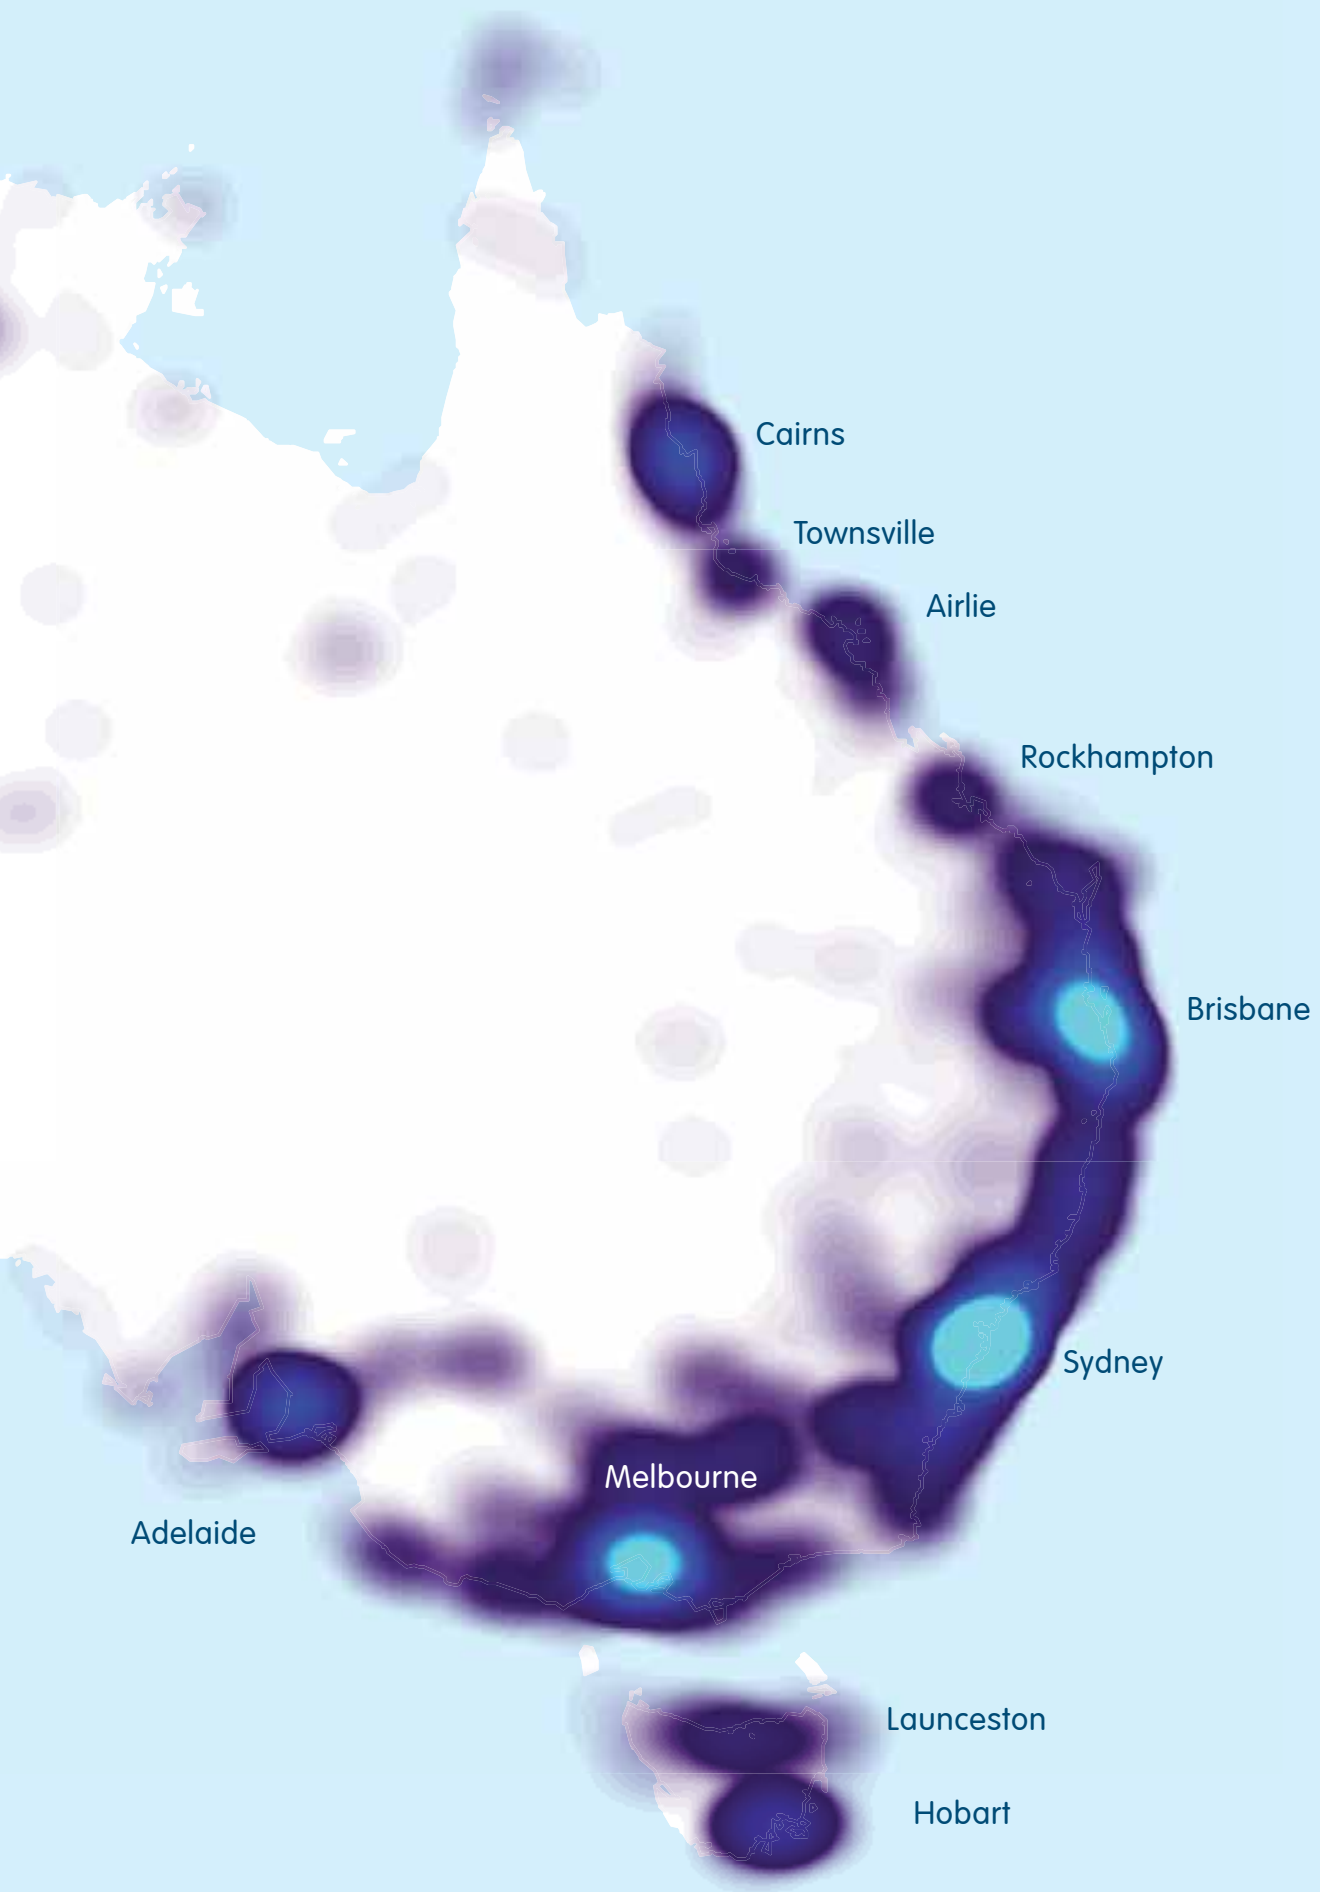 Cairns
Townsville
Airlie
Rockhampton
Brisbane
Sydney
Melbourne
Adelaide
Launceston
Hobart